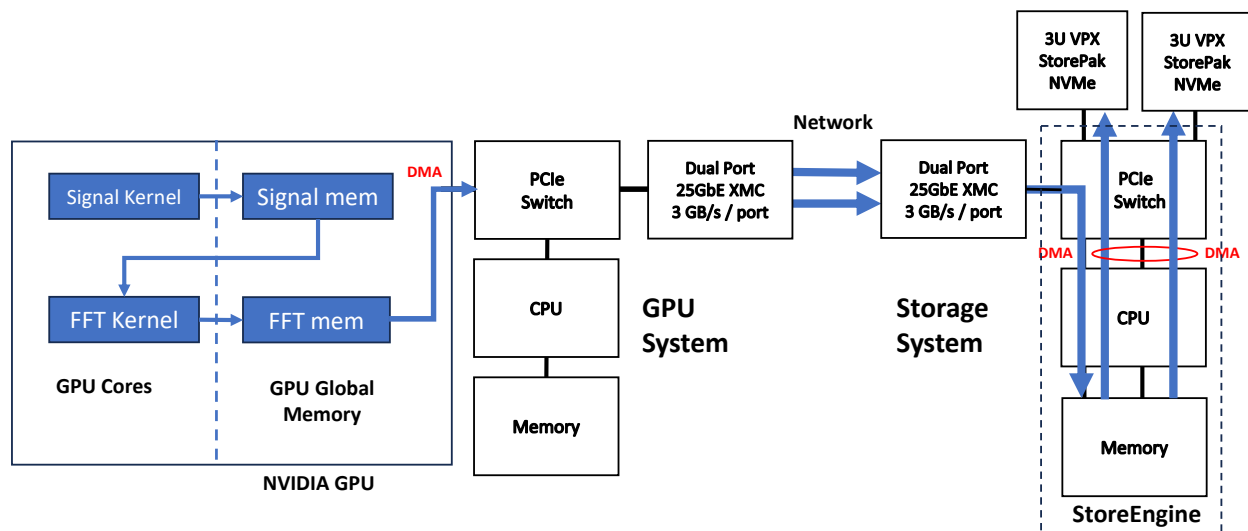 3U VPX
StorePak
NVMe
3U VPX
StorePak
NVMe
Network
Signal Kernel
Signal mem
DMA
PCIe
Switch
Dual Port
25GbE XMC
3 GB/s / port
Dual Port
25GbE XMC
3 GB/s / port
PCIe
Switch
DMA
DMA
FFT Kernel
FFT mem
CPU
GPU
System
Storage
System
CPU
GPU Cores
GPU Global
Memory
Memory
Memory
NVIDIA GPU
StoreEngine